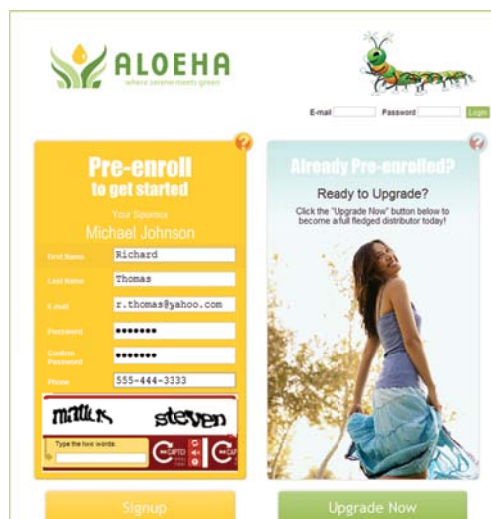 ALOEHA
where meets green
E-mail Password Login
?
Pre-enroll
to get started
Your Sponsor
Michael Johnson
First Name Richard
Last Name Thomas
E-mail r.thomas@yahoo.com
Password
Confirm
Password
Phone 555-444-3333
steven
Type the two words:
Signup
?
Already Pre-enrolled?
Ready to Upgrade?
Click the "Upgrade Now" button below to
become a full fledged distributor today!
Upgrade Now